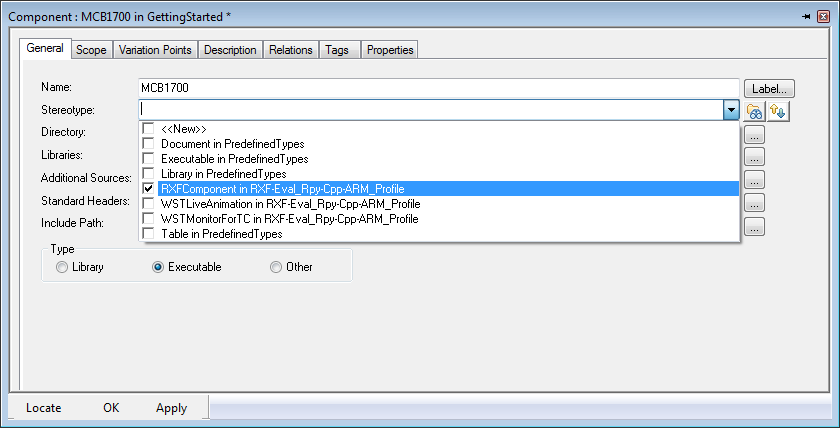 Component : MCB1700 in GettingStarted *
General Scope Variation Points Description Relations Tags Properties
Name: MCB1700 Label...
Stereotype:
<<New>>
Directory: ...
Document in PredefinedTypes
Executable in PredefinedTypes
Libraries: ...
Library in PredefinedTypes
Additional Sources: ...
RXFComponent in RXF-Eval_Rpy-Cpp-ARM_Profile
Standard Headers: ...
WSTLiveAnimation in RXF-Eval_Rpy-Cpp-ARM_Profile
WSTMonitorForTC in RXF-Eval_Rpy-Cpp-ARM_Profile
Include Path: ...
Table in PredefinedTypes
Type
Library Executable Other
Locate OK Apply